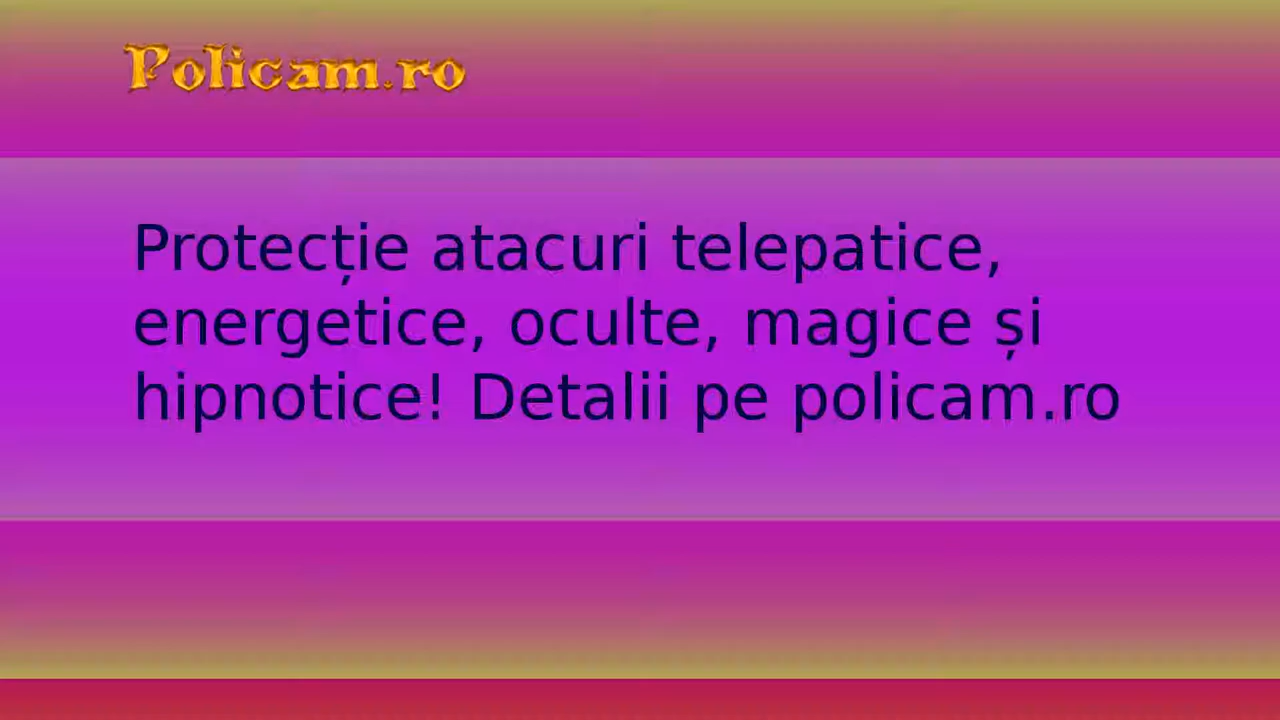 Policam.ro
Protecție atacuri telepatice,
energetice, oculte, magice și
hipnotice! Detalii pe policam.ro